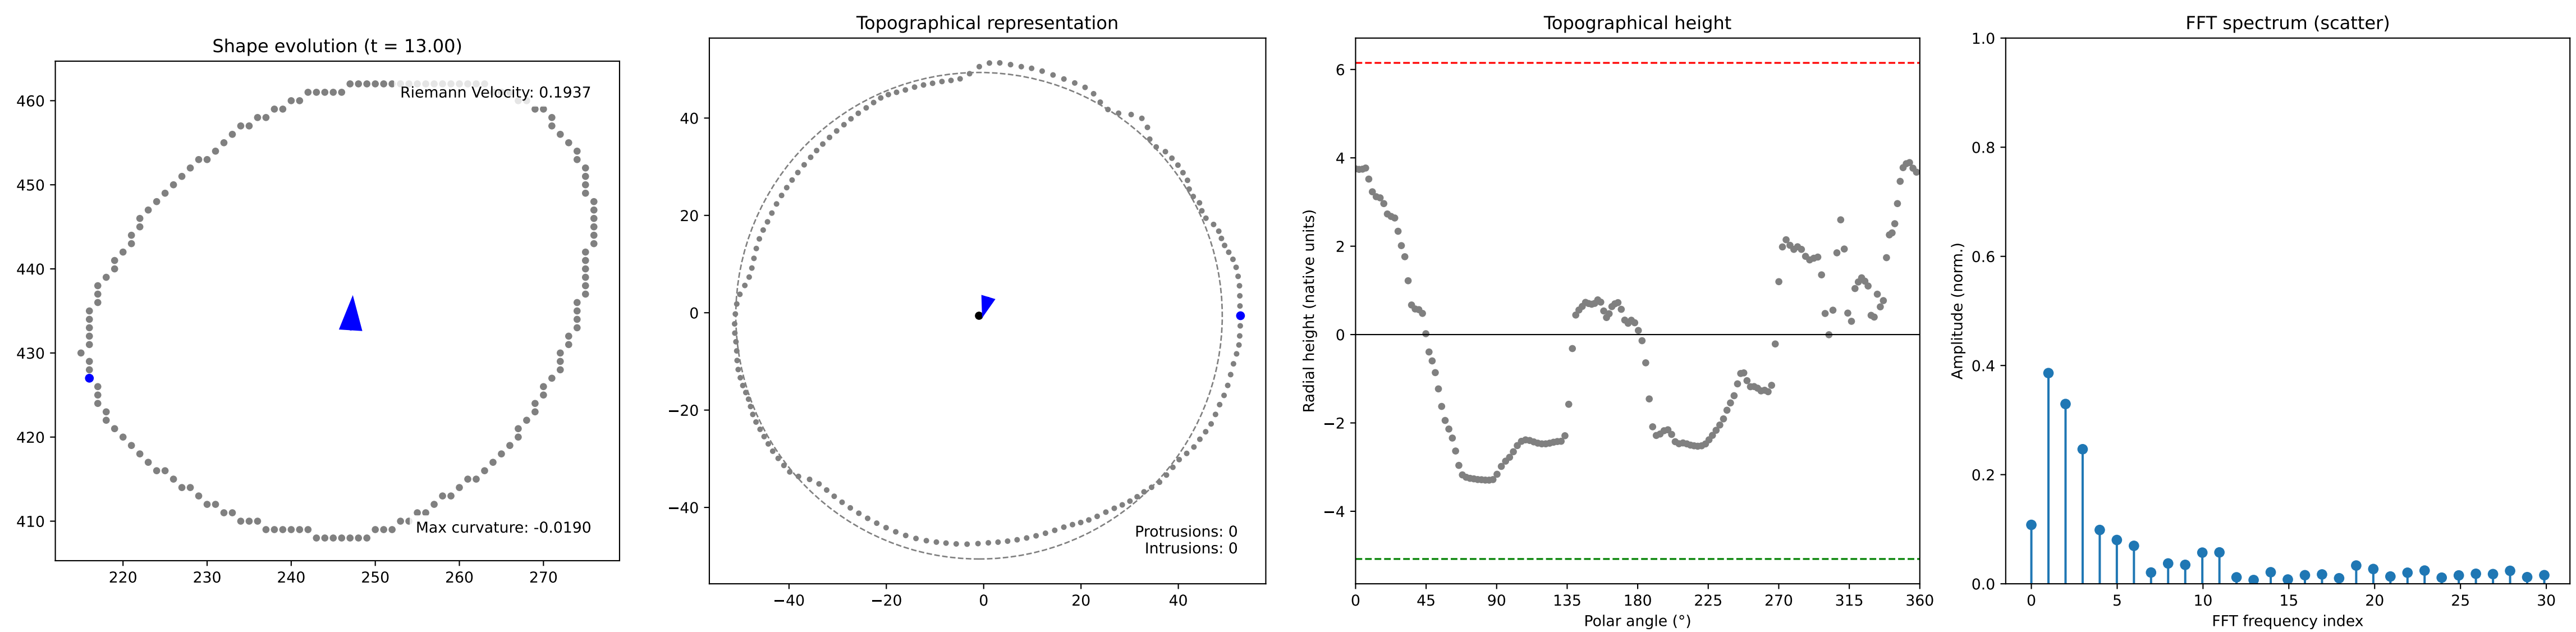 Shape evolution (t = 13.00)
460
450
440
430
420
410
220 230 240 250 260 270
Riemann Velocity: 0.1937
Max curvature: -0.0190
Topographical representation
40
20
0
−20
−40
−40 −20 0 20 40
Protrusions: 0
Intrusions: 0
Topographical height
Radial height (native units)
6
4
2
0
−2
−4
0 45 90 135 180 225 270 315 360
Polar angle (°)
FFT spectrum (scatter)
Amplitude (norm.)
1.0
0.8
0.6
0.4
0.2
0.0
0 5 10 15 20 25 30
FFT frequency index